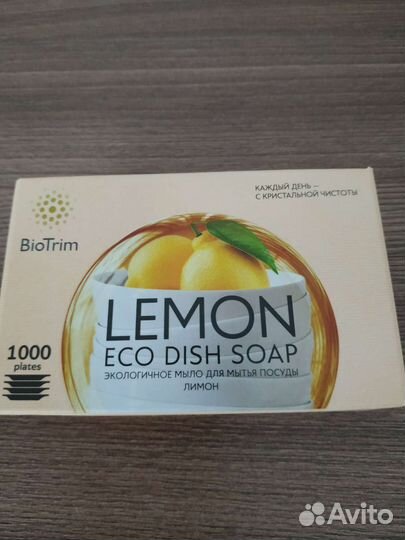 КАЖДЫЙ ДЕНЬ –
С КРИСТАЛЬНОЙ ЧИСТОТЫ
BioTrim
LEMON
ECO DISH SOAP
ЭКОЛОГИЧНОЕ МЫЛО ДЛЯ МЫТЬЯ ПОСУДЫ
ЛИМОН
1000
plates
Avito